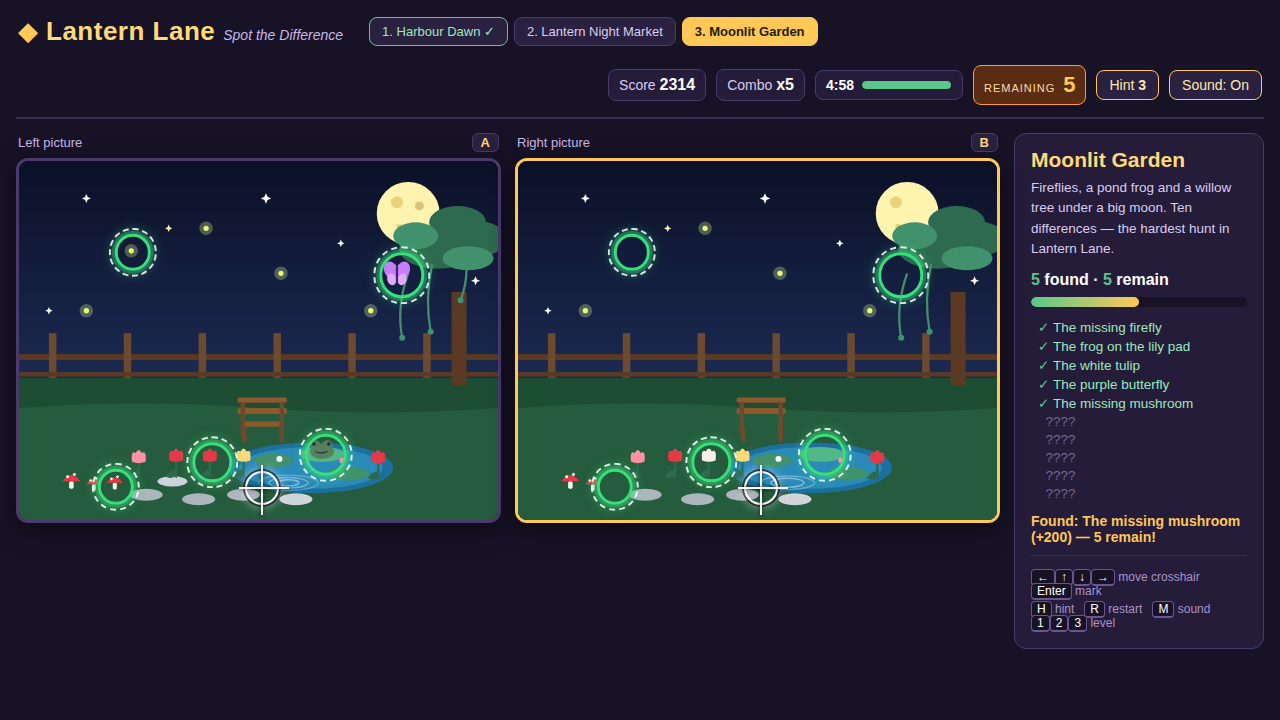 ◆ Lantern Lane Spot the Difference
1. Harbour Dawn ✓ 2. Lantern Night Market 3. Moonlit Garden
Score 2314 Combo x5 4:58 REMAINING 5 Hint 3 Sound: On
Left picture A
Right picture B
Moonlit Garden
Fireflies, a pond frog and a willow
tree under a big moon. Ten
differences — the hardest hunt in
Lantern Lane.
5 found · 5 remain
✓ The missing firefly
✓ The frog on the lily pad
✓ The white tulip
✓ The purple butterfly
✓ The missing mushroom
????
????
????
????
????
Found: The missing mushroom
(+200) — 5 remain!
← ↑ ↓ → move crosshair
Enter mark
H hint R restart M sound
1 2 3 level